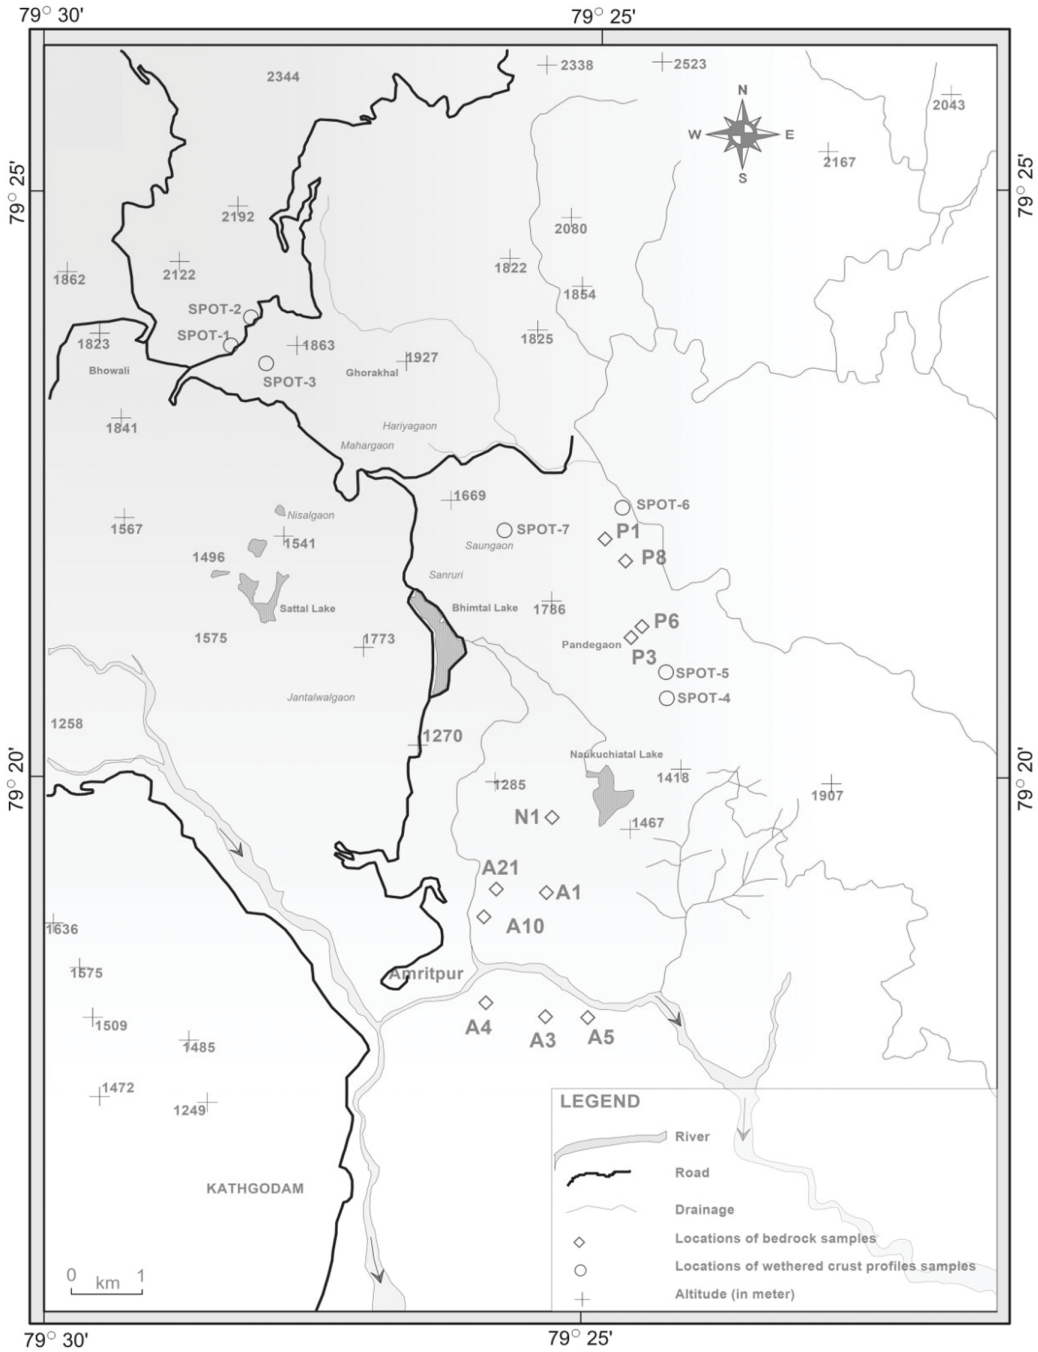 79° 30'
79° 25'
2344
2338
2523
N
2043
W
E
2167
S
79° 25'
79° 25'
2192
2080
1862
2122
1822
1854
SPOT-2
SPOT-1
1823
1863
1825
1927
Bhowali
Ghorakhal
SPOT-3
1841
Hariyagaon
Mahargaon
1669
SPOT-6
1567
Nisalgaon
SPOT-7
P1
1541
Saungaon
1496
P8
Sanruri
Sattal Lake
Bhimtal Lake
1786
1575
1773
P6
Pandegaon
P3
SPOT-5
Jantalwalgaon
SPOT-4
1258
1270
Naukuchiatal Lake
79° 20'
79° 20'
1285
1418
1907
N1
1467
A21
A1
A10
1636
Amritpur
1575
1509
A4
A3
A5
1485
1472
1249
LEGEND
River
Road
KATHGODAM
Drainage
Locations of bedrock samples
Locations of wethered crust profiles samples
0 km 1
Altitude (in meter)
79° 30'
79° 25'